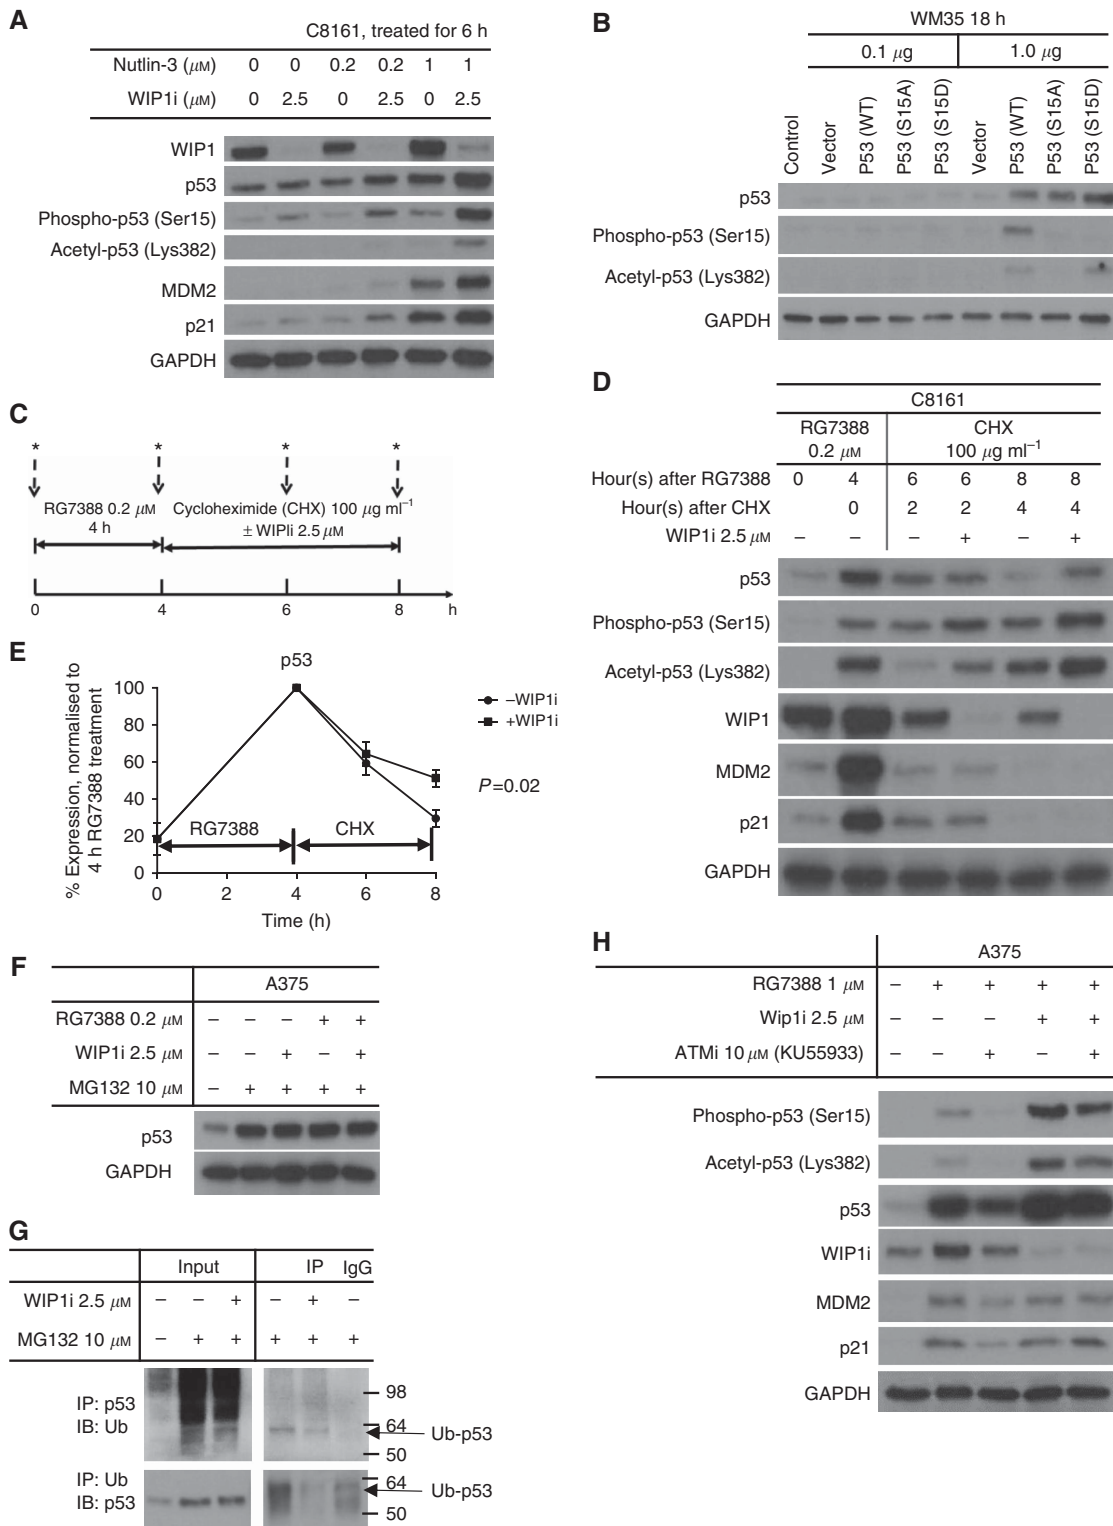 A
C8161, treated for 6 h
Nutlin-3 (μM) 0 0 0.2 0.2 1 1
WIP1i (μM) 0 2.5 0 2.5 0 2.5
WIP1
p53
Phospho-p53 (Ser15)
Acetyl-p53 (Lys382)
MDM2
p21
GAPDH
B
WM35 18 h
0.1 μg 1.0 μg
Control
Vector
P53 (WT)
P53 (S15A)
P53 (S15D)
Vector
P53 (WT)
P53 (S15A)
P53 (S15D)
p53
Phospho-p53 (Ser15)
Acetyl-p53 (Lys382)
GAPDH
C
* * * *
RG7388 0.2 μM
4 h
Cycloheximide (CHX) 100 μg ml–1
± WIPIi 2.5 μM
0 4 6 8 h
D
C8161
RG7388
0.2 μM
CHX
100 μg ml–1
Hour(s) after RG7388 0 4 6 6 8 8
Hour(s) after CHX 0 2 2 4 4
WIP1i 2.5 μM – – – + – +
p53
Phospho-p53 (Ser15)
Acetyl-p53 (Lys382)
WIP1
MDM2
p21
GAPDH
E
p53
% Expression, normalised to
4 h RG7388 treatment
100
80
60
40
20
0
RG7388 CHX
0 2 4 6 8
Time (h)
–WIP1i
+WIP1i
P=0.02
F
A375
RG7388 0.2 μM – – – + +
WIP1i 2.5 μM – – + – +
MG132 10 μM – + + + +
p53
GAPDH
G
Input IP IgG
WIP1i 2.5 μM – – + – + –
MG132 10 μM – + + + + +
IP: p53
IB: Ub
98
64
50
Ub-p53
IP: Ub
IB: p53
64
50
Ub-p53
H
A375
RG7388 1 μM – + + + +
Wip1i 2.5 μM – – – + +
ATMi 10 μM (KU55933) – – + – +
Phospho-p53 (Ser15)
Acetyl-p53 (Lys382)
p53
WIP1i
MDM2
p21
GAPDH